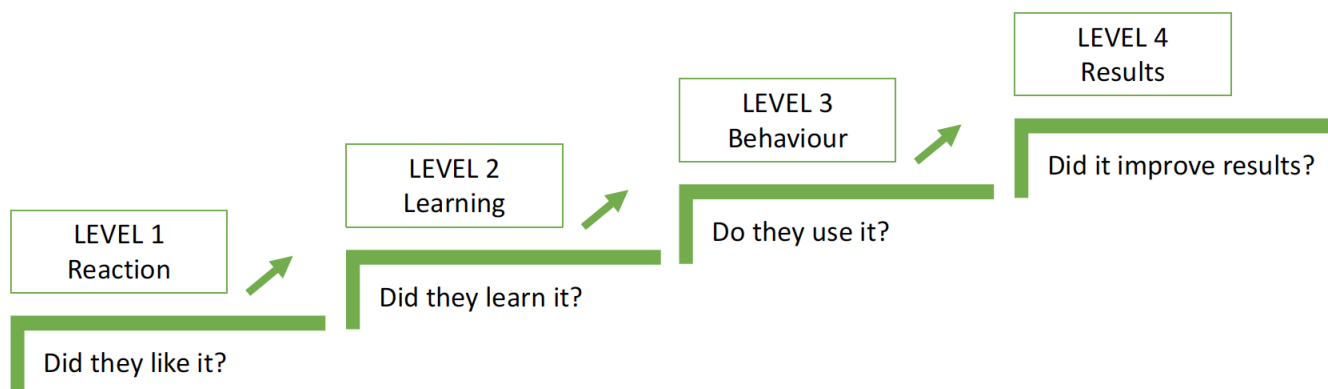 LEVEL 1
Reaction
Did they like it?
LEVEL 2
Learning
Did they learn it?
LEVEL 3
Behaviour
Do they use it?
LEVEL 4
Results
Did it improve results?